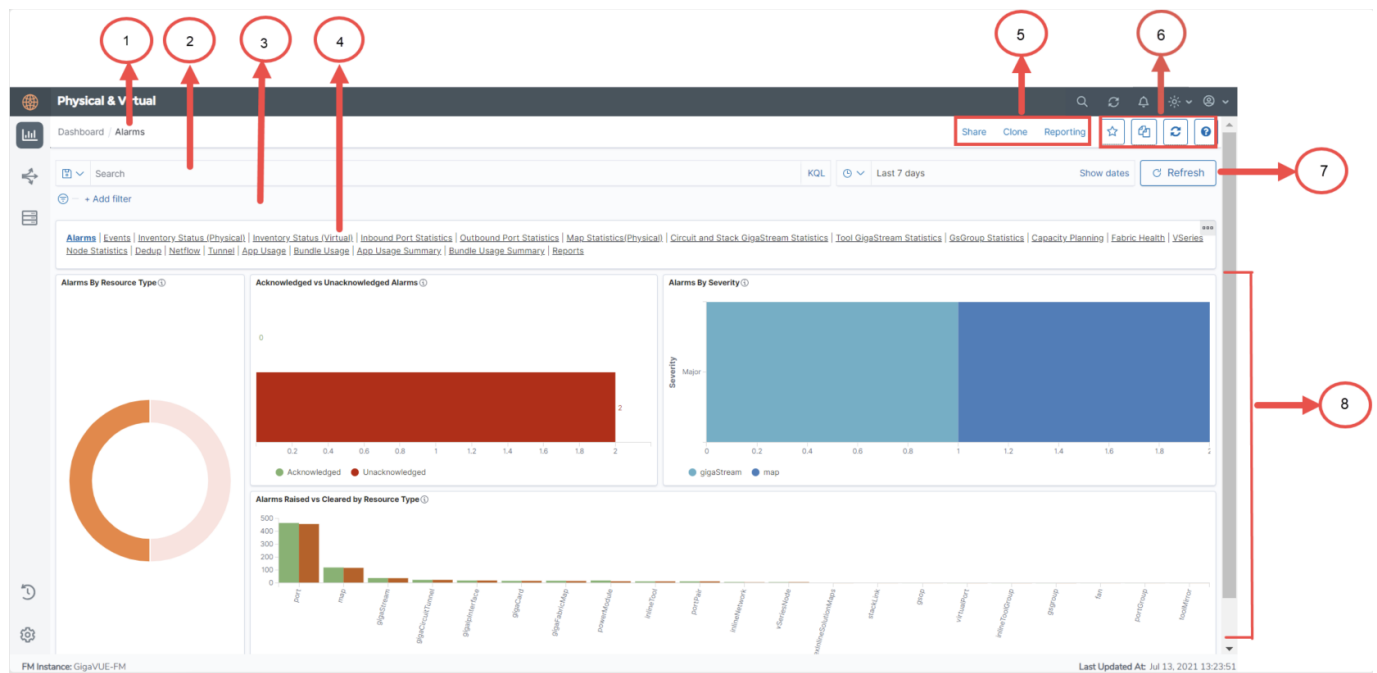 1
2
3
4
5
6
Physical & Virtual
Dashboard / Alarms
Share Clone Reporting
Search
KQL
Last 7 days
Show dates
Refresh
7
+ Add filter
Alarms | Events | Inventory Status (Physical) | Inventory Status (Virtual) | Inbound Port Statistics | Outbound Port Statistics | Map Statistics(Physical) | Circuit and Stack GigaStream Statistics | Tool GigaStream Statistics | GsGroup Statistics | Capacity Planning | Fabric Health | VSeries
Node Statistics | Dedup | Netflow | Tunnel | App Usage | Bundle Usage | App Usage Summary | Bundle Usage Summary | Reports
Alarms By Resource Type
Acknowledged vs Unacknowledged Alarms
0
2
0.2 0.4 0.6 0.8 1 1.2 1.4 1.6 1.8 2
Acknowledged Unacknowledged
Alarms By Severity
Severity
Major
0 0.2 0.4 0.6 0.8 1 1.2 1.4 1.6 1.8
gigaStream map
8
Alarms Raised vs Cleared by Resource Type
500
400
300
200
100
0
port
map
gigaStream
gigaCircuitTunnel
gigaIpInterface
gigaCard
gigaFabricMap
powerModule
inlineTool
portPair
inlineNetwork
vSeriesNode
InlineSolutionMaps
stackLink
virtualPort
inlineToolGroup
gsgroup
fan
portGroup
toolMirror
FM Instance: GigaVUE-FM
Last Updated At: Jul 13, 2021 13:23:51